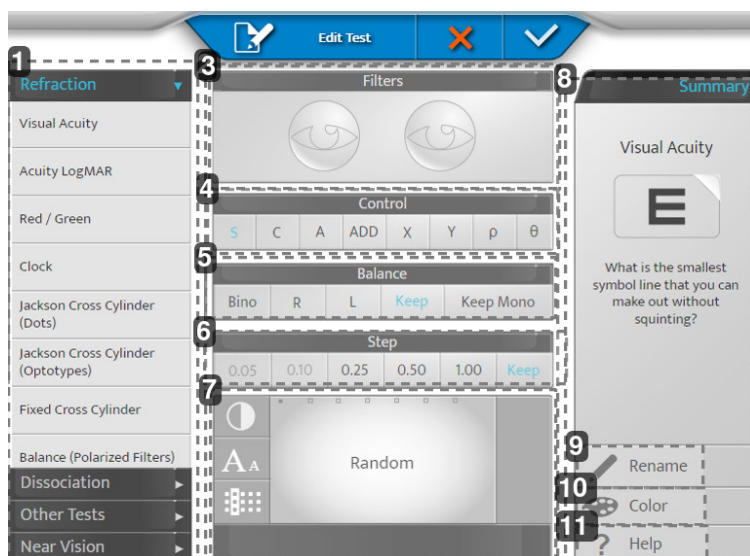 Edit Test
1
Refraction
Visual Acuity
Acuity LogMAR
Red / Green
Clock
Jackson Cross Cylinder
(Dots)
Jackson Cross Cylinder
(Optotypes)
Fixed Cross Cylinder
Balance (Polarized Filters)
Dissociation
Other Tests
Near Vision
3
Filters
4
Control
S C A ADD X Y ρ θ
5
Balance
Bino R L Keep Keep Mono
6
Step
0.05 0.10 0.25 0.50 1.00 Keep
7
AA
Random
8
Summary
Visual Acuity
E
What is the smallest
symbol line that you can
make out without
squinting?
9
Rename
10
Color
11
? Help